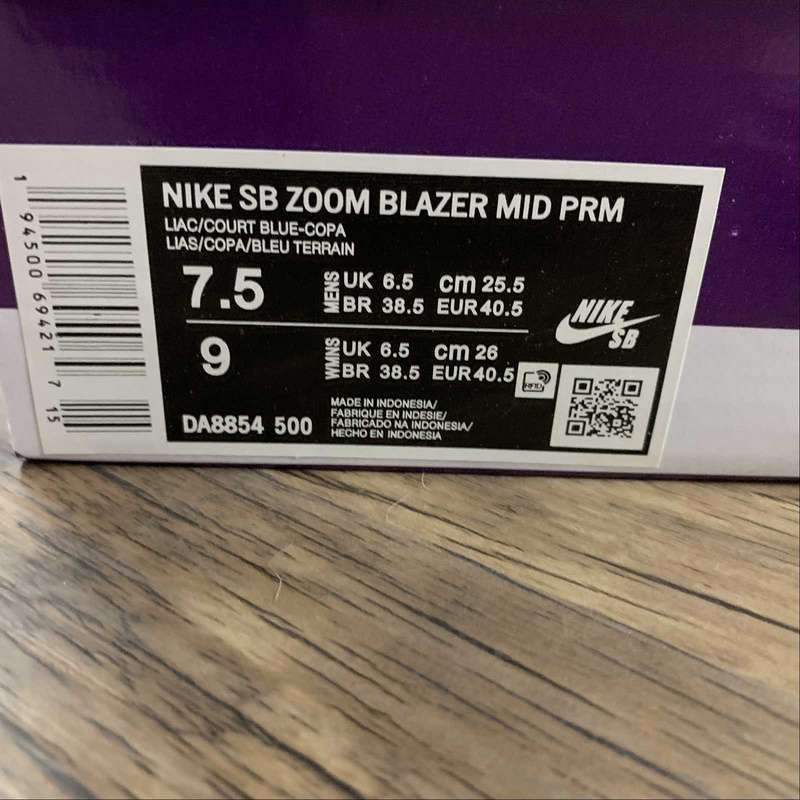 NIKE SB ZOOM BLAZER MID PRM
LIAC/COURT BLUE-COPA
LIAS/COPA/BLEU TERRAIN
7.5 MENS UK 6.5 cm 25.5
BR 38.5 EUR 40.5
9 WMNS UK 6.5 cm 26
BR 38.5 EUR 40.5
DA8854 500
MADE IN INDONESIA/
FABRIQUE EN INDESIE/
FABRICADO NA INDONESIA/
HECHO EN INDONESIA
NIKE
SB
RFID
1 94500 69421 7 15